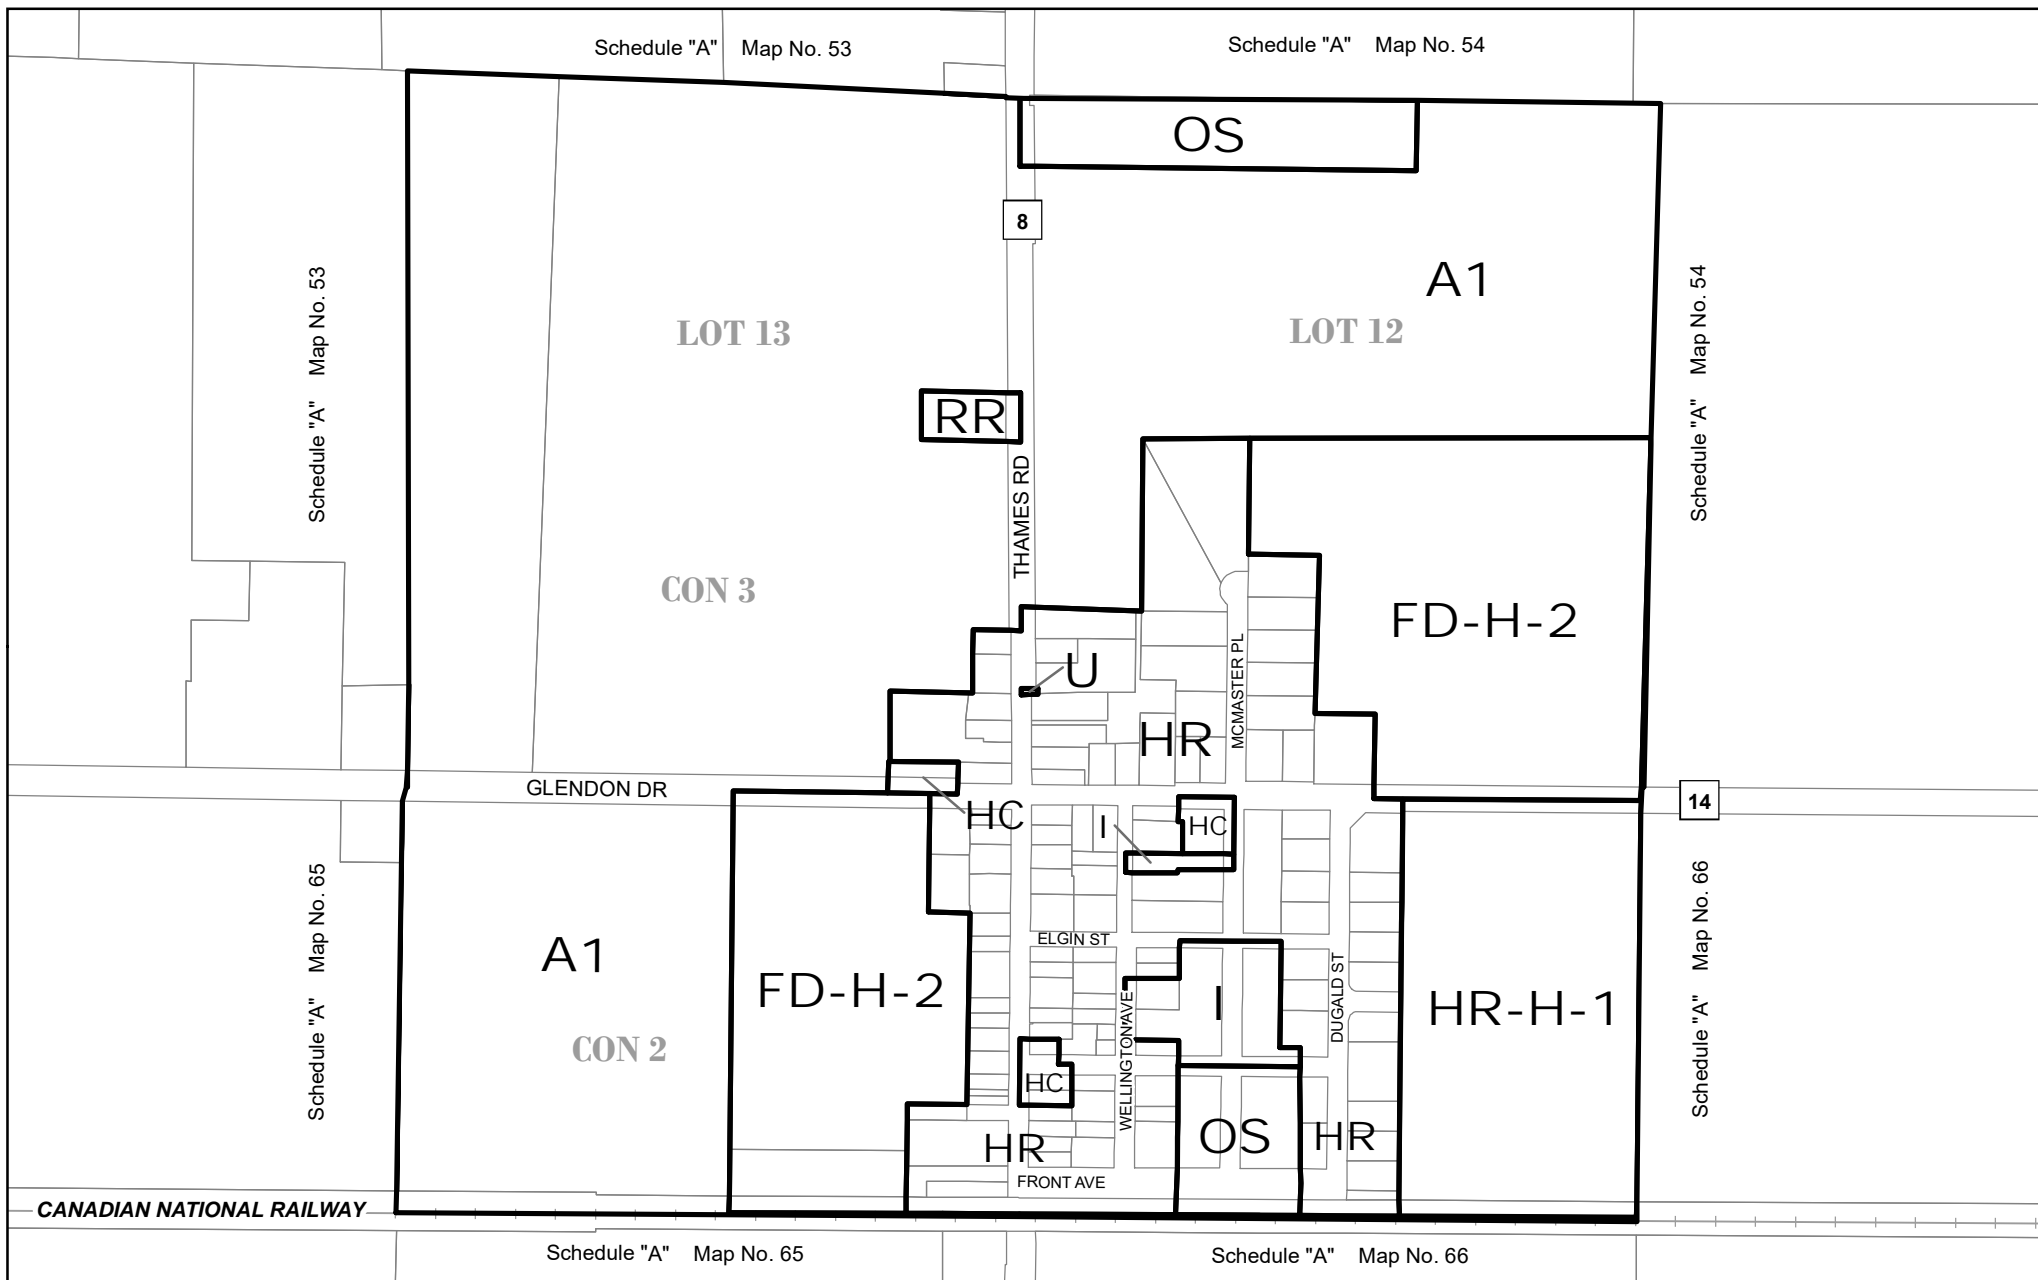 Schedule "A" Map No. 53
Schedule "A" Map No. 54
OS
8
A1
Schedule "A" Map No. 53
Schedule "A" Map No. 54
LOT 13
LOT 12
RR
THAMES RD
CON 3
FD-H-2
U
MCMASTER PL
HR
GLENDON DR
14
HC
I
HC
Schedule "A" Map No. 65
Schedule "A" Map No. 66
ELGIN ST
A1
FD-H-2
WELLINGTON AVE
I
DUGALD ST
HR-H-1
CON 2
HC
OS
HR
HR
FRONT AVE
CANADIAN NATIONAL RAILWAY
Schedule "A" Map No. 65
Schedule "A" Map No. 66